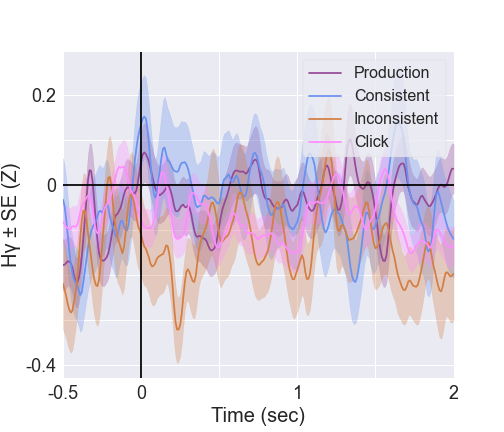 Production
Consistent
Inconsistent
Click
Hγ ± SE (Z)
0.2
0
-0.4
-0.5
0
1
2
Time (sec)